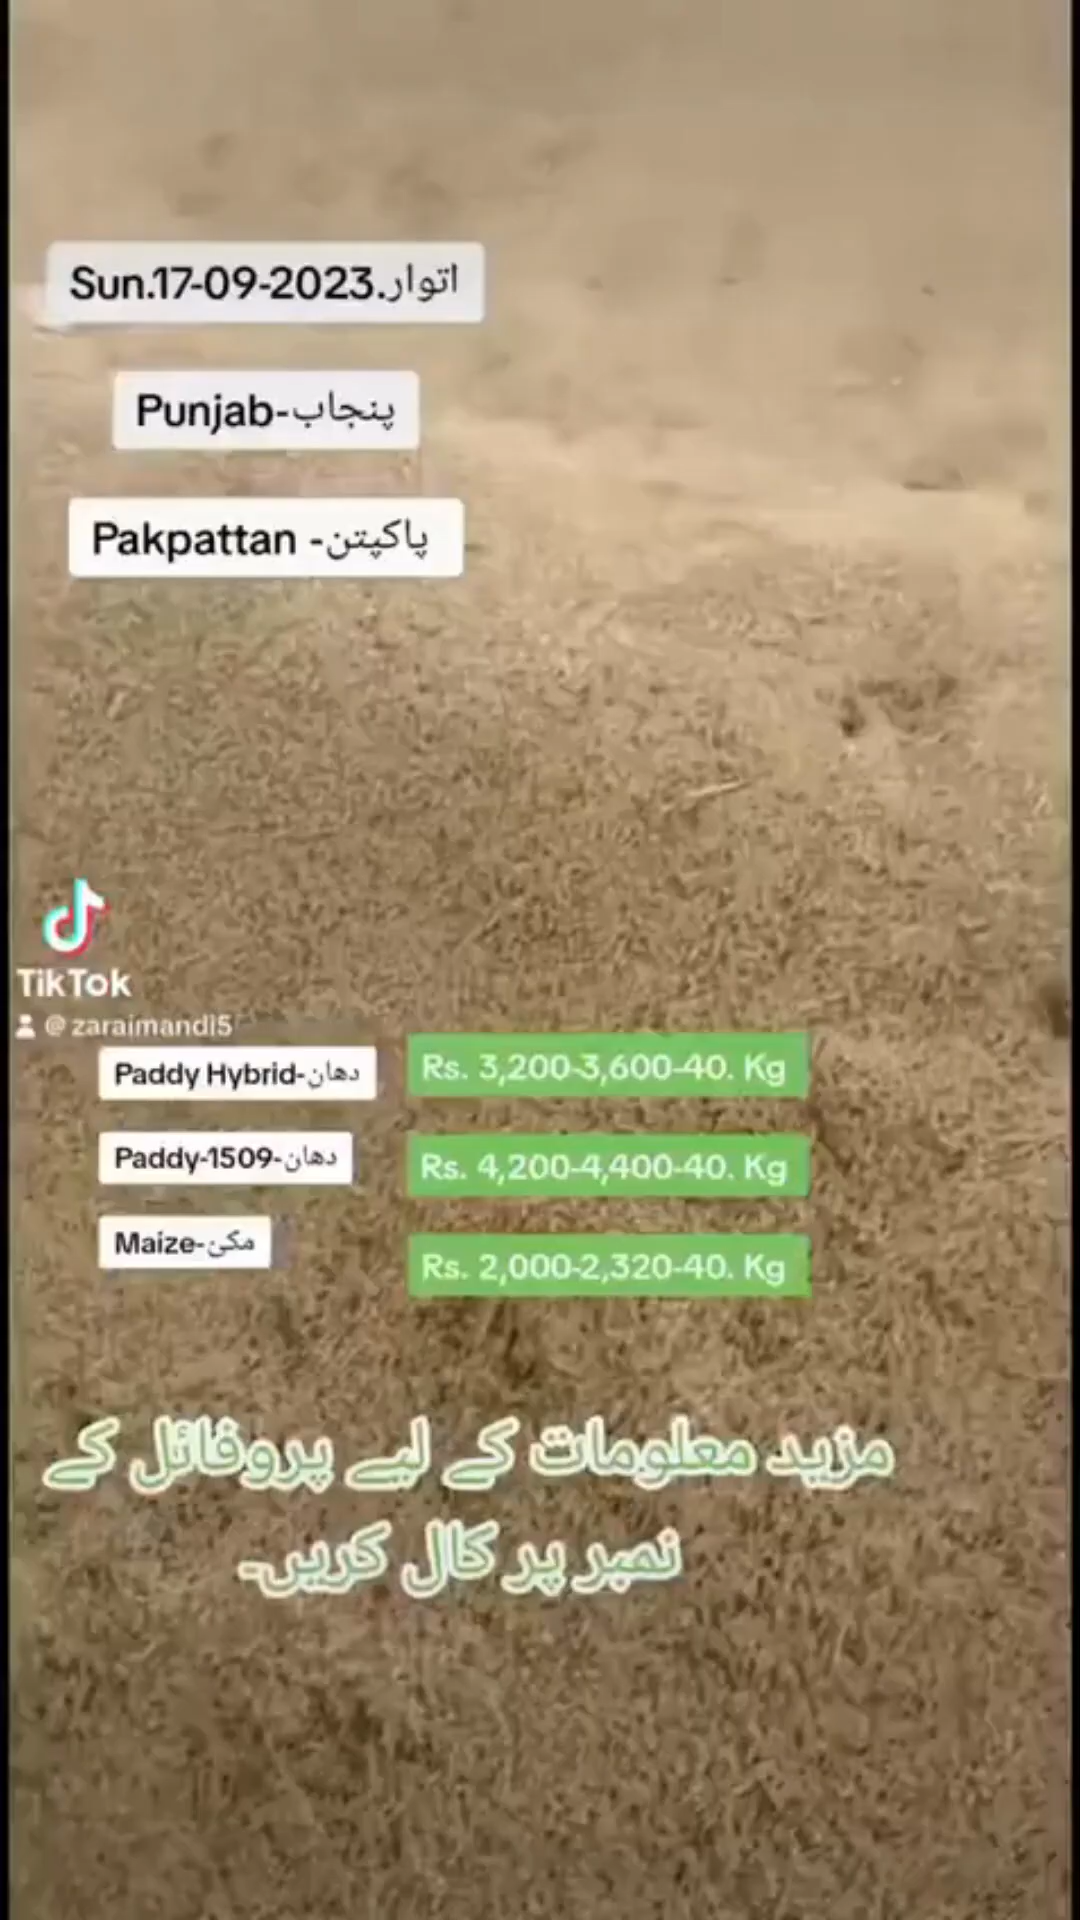 Sun.17-09-2023.اتوار
Punjab-پنجاب
Pakpattan -پاکپتن
TikTok
@zaraimandi5
Paddy Hybrid-دھان
Rs. 3,200-3,600-40. Kg
Paddy-1509-دھان
Rs. 4,200-4,400-40. Kg
Maize-مکئ
Rs. 2,000-2,320-40. Kg
مزید معلومات کے لیے پروفائل کے
نمبر پر کال کریں۔